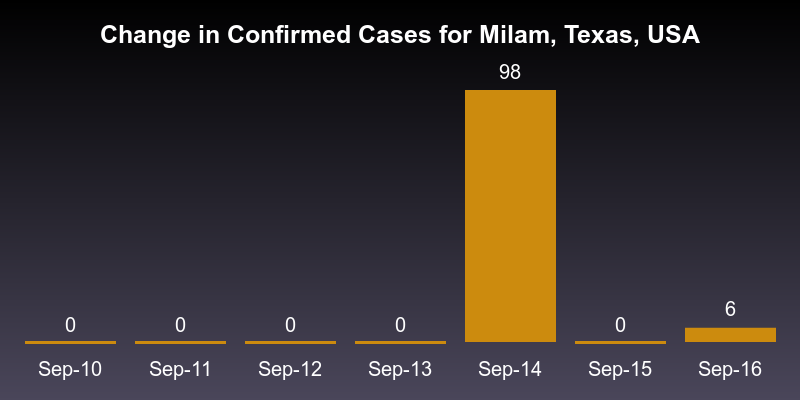 Change in Confirmed Cases for Milam, Texas, USA
98
0 0 0 0 0 6
Sep-10 Sep-11 Sep-12 Sep-13 Sep-14 Sep-15 Sep-16